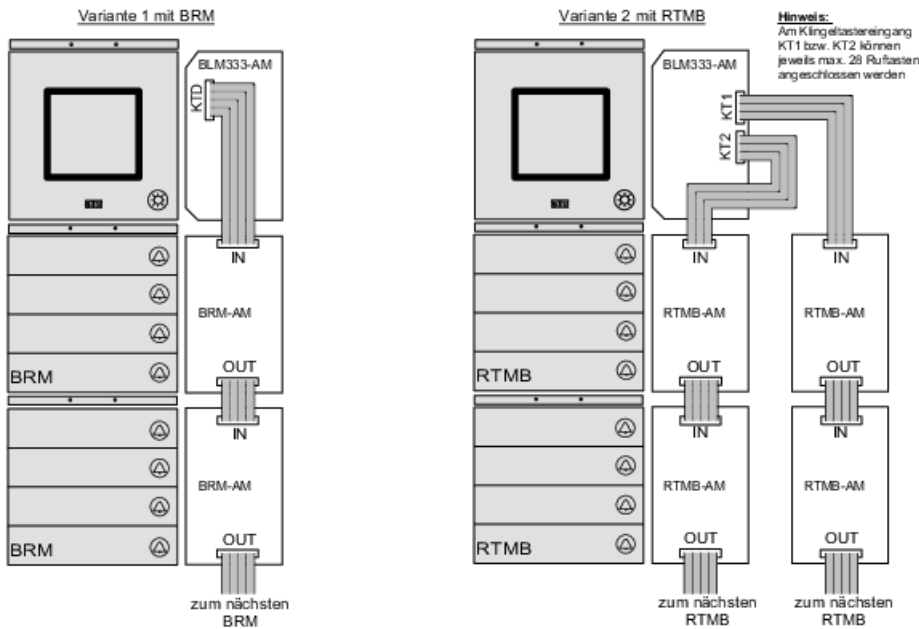 Variante 1 mit BRM
BLM333-AM
KTD
IN
BRM-AM
OUT
BRM
IN
BRM-AM
OUT
BRM
zum nächsten
BRM
Variante 2 mit RTMB
Hinweis:
Am Klingeltastereingang
KT1 bzw. KT2 können
jeweils max. 28 Ruftasten
angeschlossen werden
BLM333-AM
KT1
KT2
IN
IN
RTMB-AM
RTMB-AM
OUT
OUT
RTMB
IN
IN
RTMB-AM
RTMB-AM
OUT
OUT
RTMB
zum nächsten
RTMB
zum nächsten
RTMB